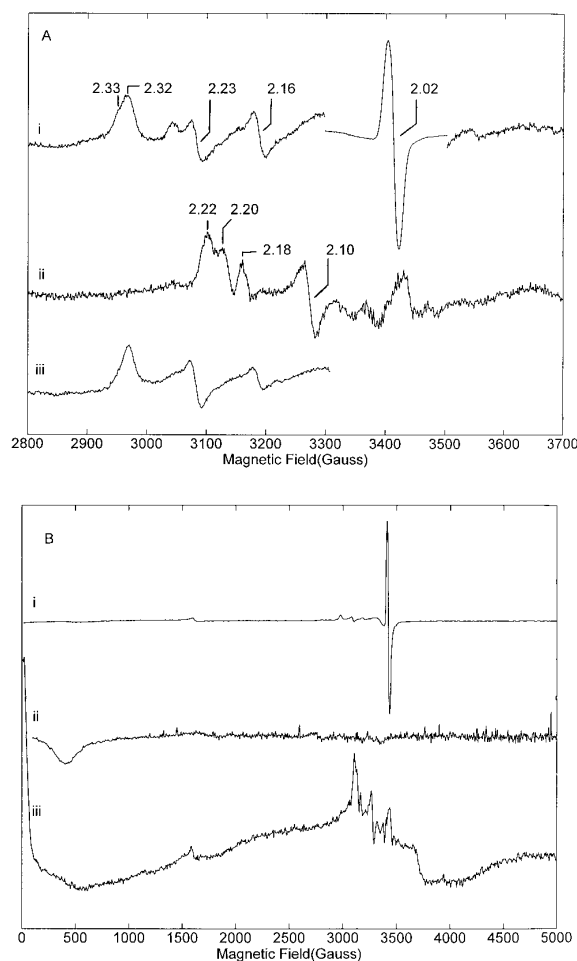 A
2.33 2.32 2.23 2.16 2.02
i
2.22 2.20 2.18 2.10
ii
iii
2800 2900 3000 3100 3200 3300 3400 3500 3600 3700
Magnetic Field(Gauss)
B
i
ii
iii
0 500 1000 1500 2000 2500 3000 3500 4000 4500 5000
Magnetic Field(Gauss)